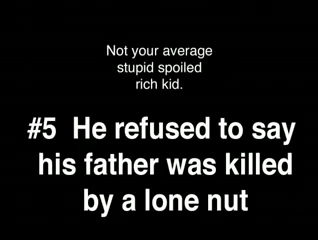 Not your average
stupid spoiled
rich kid.
#5 He refused to say
his father was killed
by a lone nut